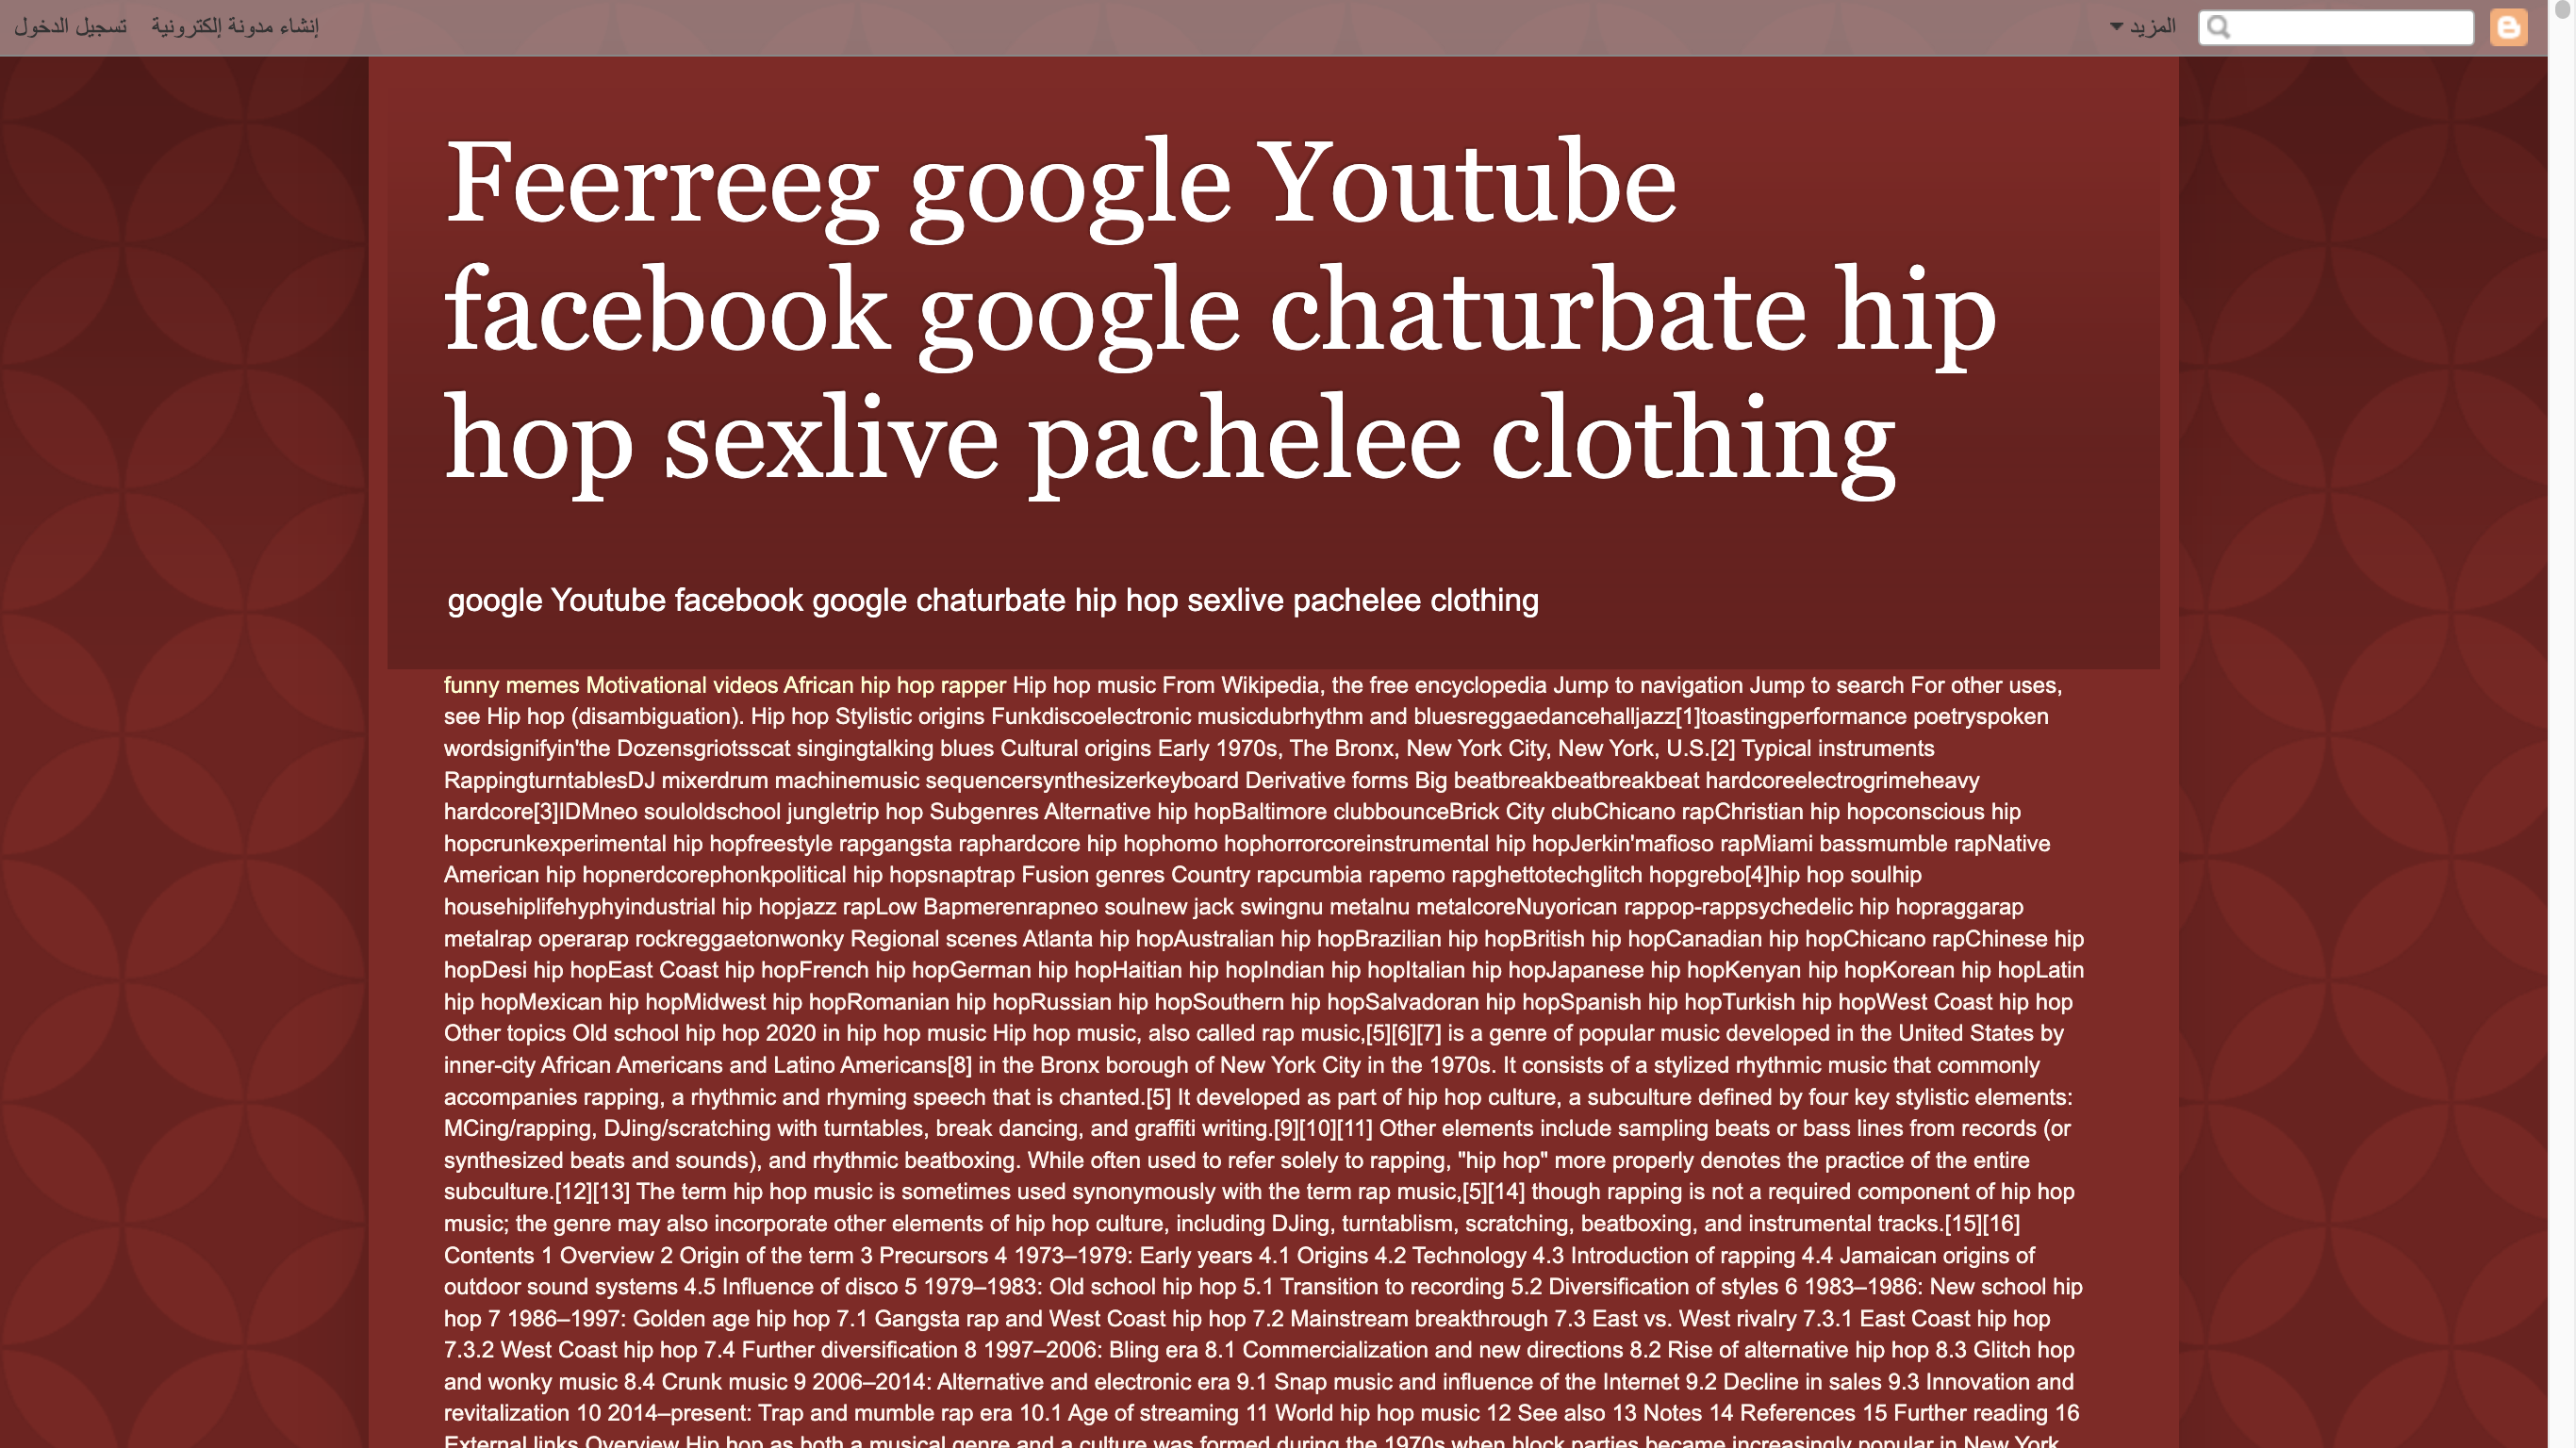 تسجيل الدخول إنشاء مدونة إلكترونية المزيد
Feerreeg google Youtube
facebook google chaturbate hip
hop sexlive pachelee clothing
google Youtube facebook google chaturbate hip hop sexlive pachelee clothing
funny memes Motivational videos African hip hop rapper Hip hop music From Wikipedia, the free encyclopedia Jump to navigation Jump to search For other uses,
see Hip hop (disambiguation). Hip hop Stylistic origins Funkdiscoelectronic musicdubrhythm and bluesreggaedancehalljazz[1]toastingperformance poetryspoken
wordsignifyin'the Dozensgriotsscat singingtalking blues Cultural origins Early 1970s, The Bronx, New York City, New York, U.S.[2] Typical instruments
RappingturntablesDJ mixerdrum machinemusic sequencersynthesizerkeyboard Derivative forms Big beatbreakbeatbreakbeat hardcoreelectrogrimeheavy
hardcore[3]IDMneo souloldschool jungletrip hop Subgenres Alternative hip hopBaltimore clubbounceBrick City clubChicano rapChristian hip hopconscious hip
hopcrunkexperimental hip hopfreestyle rapgangsta raphardcore hip hophomo hophorrorcoreinstrumental hip hopJerkin'mafioso rapMiami bassmumble rapNative
American hip hopnerdcorephonkpolitical hip hopsnaptrap Fusion genres Country rapcumbia rapemo rapghettotechglitch hopgrebo[4]hip hop soulhip
househiplifehyphyindustrial hip hopjazz rapLow Bapmerenrapneo soulnew jack swingnu metalnu metalcoreNuyorican rappop-rappsychedelic hip hopraggarap
metalrap operarap rockreggaetonwonky Regional scenes Atlanta hip hopAustralian hip hopBrazilian hip hopBritish hip hopCanadian hip hopChicano rapChinese hip
hopDesi hip hopEast Coast hip hopFrench hip hopGerman hip hopHaitian hip hopIndian hip hopItalian hip hopJapanese hip hopKenyan hip hopKorean hip hopLatin
hip hopMexican hip hopMidwest hip hopRomanian hip hopRussian hip hopSouthern hip hopSalvadoran hip hopSpanish hip hopTurkish hip hopWest Coast hip hop
Other topics Old school hip hop 2020 in hip hop music Hip hop music, also called rap music,[5][6][7] is a genre of popular music developed in the United States by
inner-city African Americans and Latino Americans[8] in the Bronx borough of New York City in the 1970s. It consists of a stylized rhythmic music that commonly
accompanies rapping, a rhythmic and rhyming speech that is chanted.[5] It developed as part of hip hop culture, a subculture defined by four key stylistic elements:
MCing/rapping, DJing/scratching with turntables, break dancing, and graffiti writing.[9][10][11] Other elements include sampling beats or bass lines from records (or
synthesized beats and sounds), and rhythmic beatboxing. While often used to refer solely to rapping, "hip hop" more properly denotes the practice of the entire
subculture.[12][13] The term hip hop music is sometimes used synonymously with the term rap music,[5][14] though rapping is not a required component of hip hop
music; the genre may also incorporate other elements of hip hop culture, including DJing, turntablism, scratching, beatboxing, and instrumental tracks.[15][16]
Contents 1 Overview 2 Origin of the term 3 Precursors 4 1973–1979: Early years 4.1 Origins 4.2 Technology 4.3 Introduction of rapping 4.4 Jamaican origins of
outdoor sound systems 4.5 Influence of disco 5 1979–1983: Old school hip hop 5.1 Transition to recording 5.2 Diversification of styles 6 1983–1986: New school hip
hop 7 1986–1997: Golden age hip hop 7.1 Gangsta rap and West Coast hip hop 7.2 Mainstream breakthrough 7.3 East vs. West rivalry 7.3.1 East Coast hip hop
7.3.2 West Coast hip hop 7.4 Further diversification 8 1997–2006: Bling era 8.1 Commercialization and new directions 8.2 Rise of alternative hip hop 8.3 Glitch hop
and wonky music 8.4 Crunk music 9 2006–2014: Alternative and electronic era 9.1 Snap music and influence of the Internet 9.2 Decline in sales 9.3 Innovation and
revitalization 10 2014–present: Trap and mumble rap era 10.1 Age of streaming 11 World hip hop music 12 See also 13 Notes 14 References 15 Further reading 16
External links Overview Hip hop as both a musical genre and a culture was formed during the 1970s when block parties became increasingly popular in New York